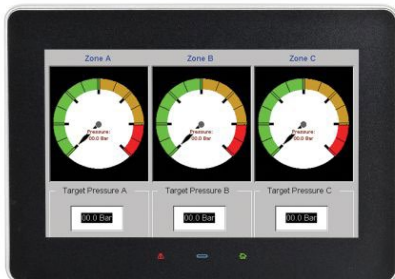 Zone A
Zone B
Zone C
Pressure:
00.0 Bar
Pressure:
00.0 Bar
Pressure:
00.0 Bar
Target Pressure A
Target Pressure B
Target Pressure C
00.0 Bar
00.0 Bar
00.0 Bar